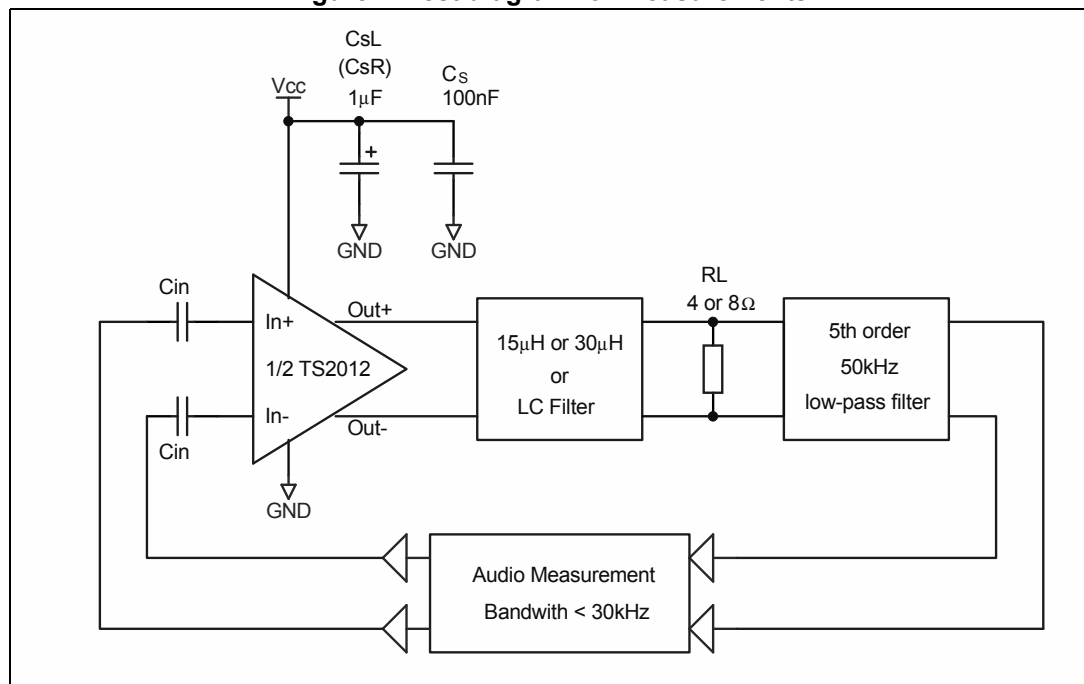 CsL
(CsR)
1µF
Cs
100nF
Vcc
+
GND
GND
Cin
In+
1/2 TS2012
In-
Cin
GND
Out+
Out-
15µH or 30µH
or
LC Filter
RL
4 or 8Ω
5th order
50kHz
low-pass filter
Audio Measurement
Bandwith < 30kHz